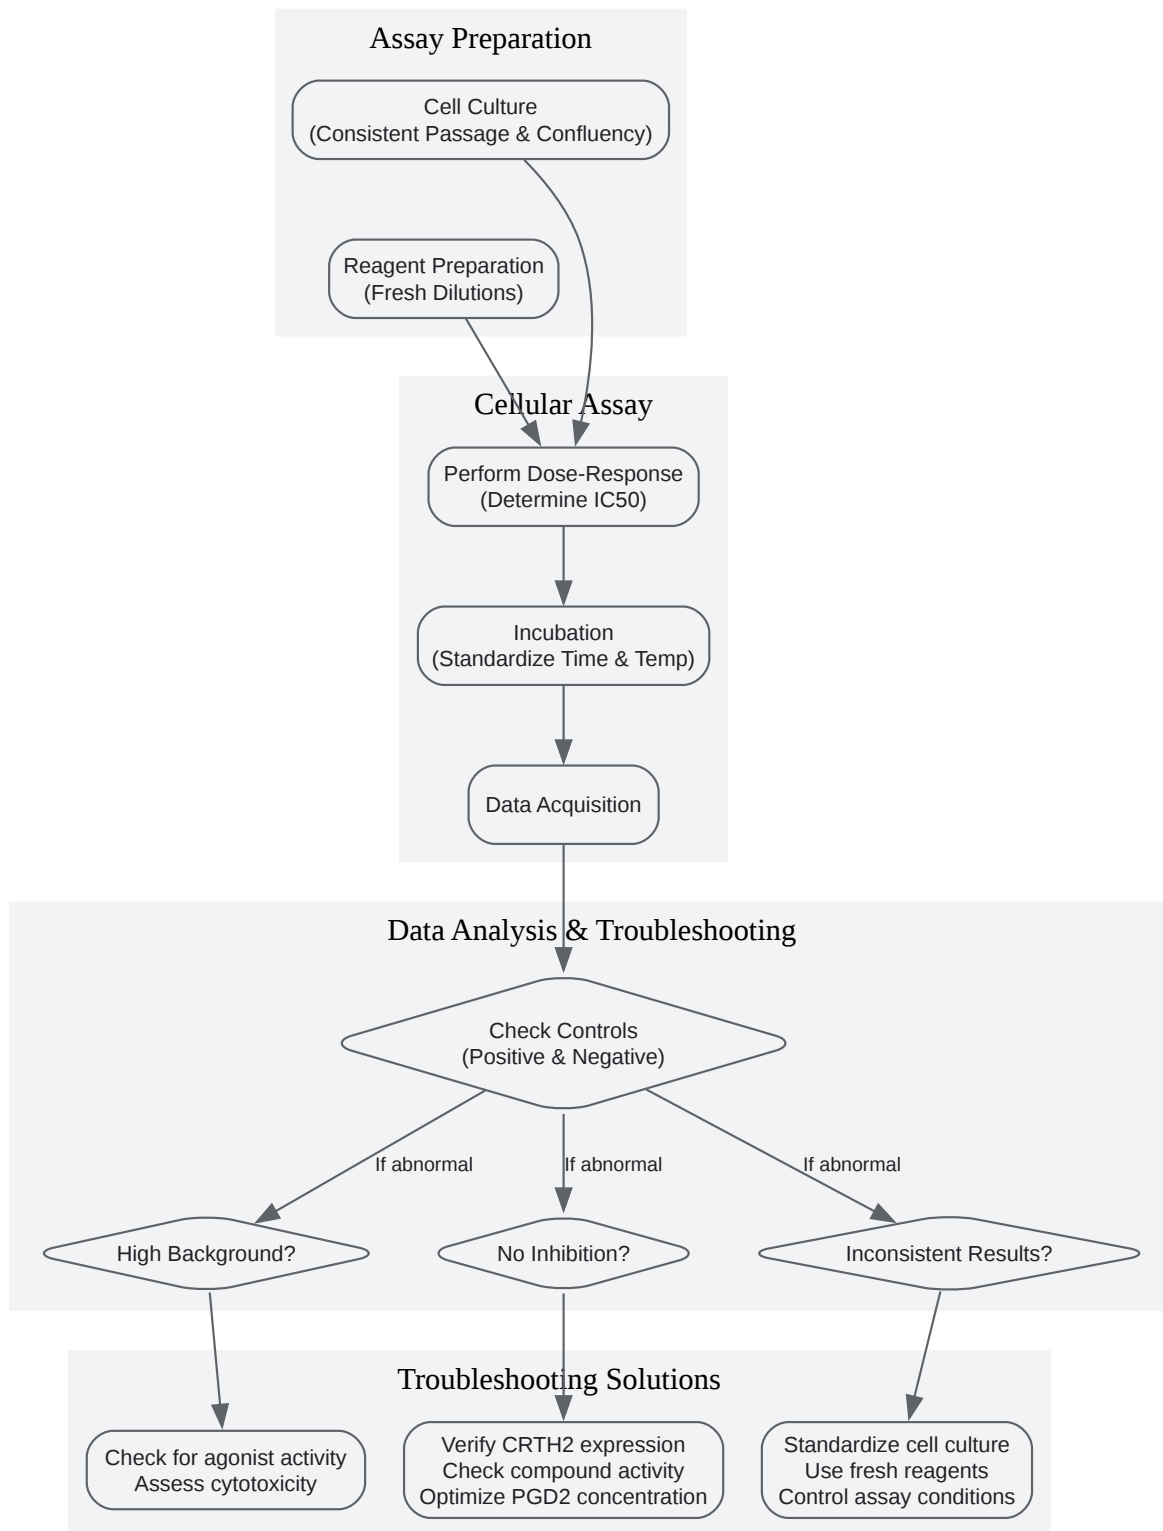 Assay Preparation
Cell Culture
(Consistent Passage & Confluency)
Reagent Preparation
(Fresh Dilutions)
Cellular Assay
Perform Dose-Response
(Determine IC50)
Incubation
(Standardize Time & Temp)
Data Acquisition
Data Analysis & Troubleshooting
Check Controls
(Positive & Negative)
If abnormal
If abnormal
If abnormal
High Background?
No Inhibition?
Inconsistent Results?
Troubleshooting Solutions
Check for agonist activity
Assess cytotoxicity
Verify CRTH2 expression
Check compound activity
Optimize PGD2 concentration
Standardize cell culture
Use fresh reagents
Control assay conditions